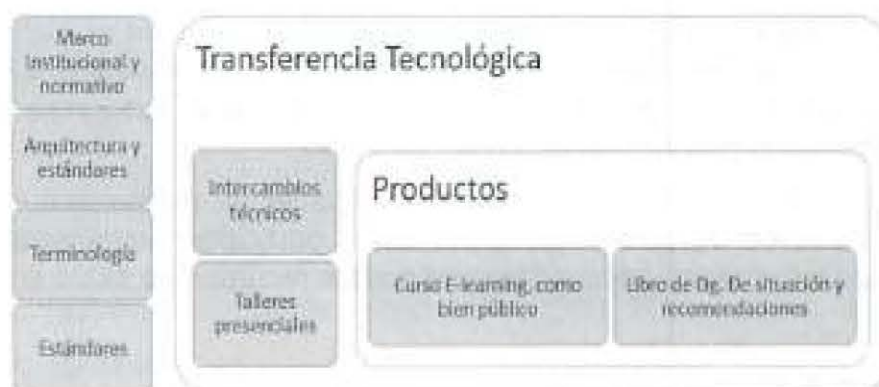 Marco
Institucional y
normativo
Arquitectura y
estándares
Terminología
Estándares
Transferencia Tecnológica
Intercambios
técnicos
Talleres
presenciales
Productos
Curso E-learning, como
bien público
Libro de Dg. De situación y
recomendaciones